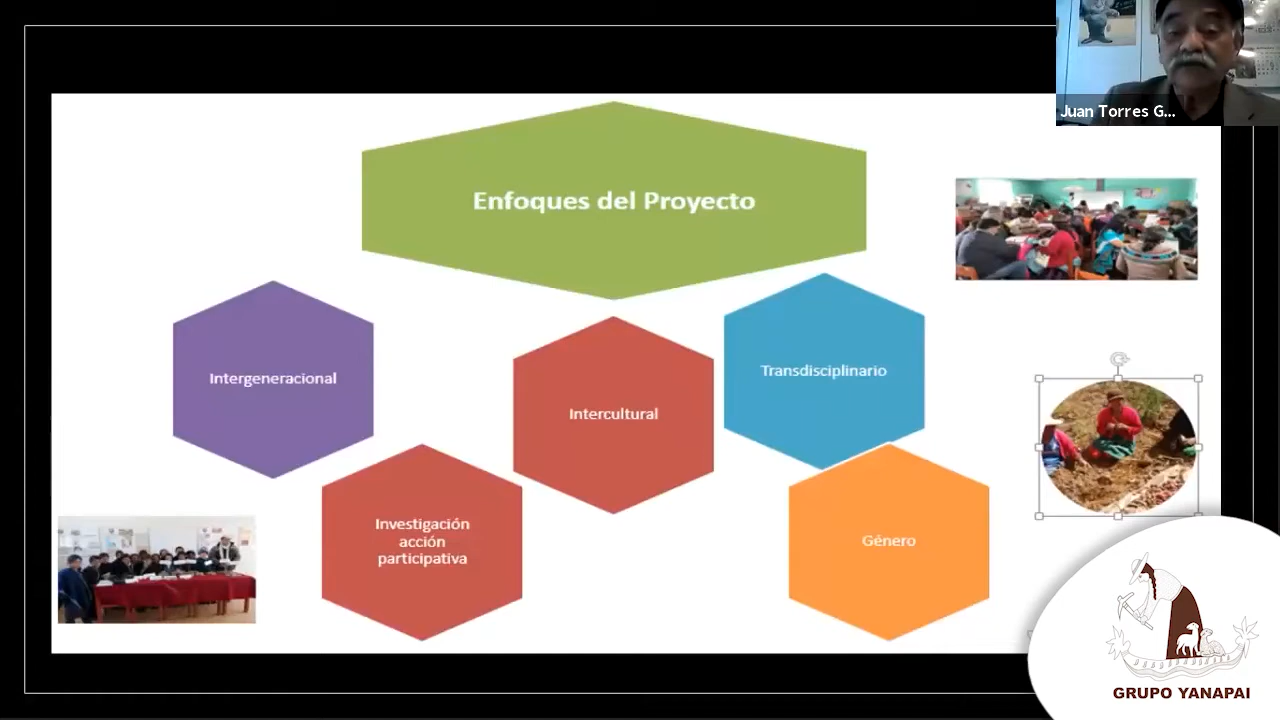 Juan Torres G...
Enfoques del Proyecto
Intergeneracional
Intercultural
Transdisciplinario
Investigación
acción
participativa
Género
GRUPO YANAPAI